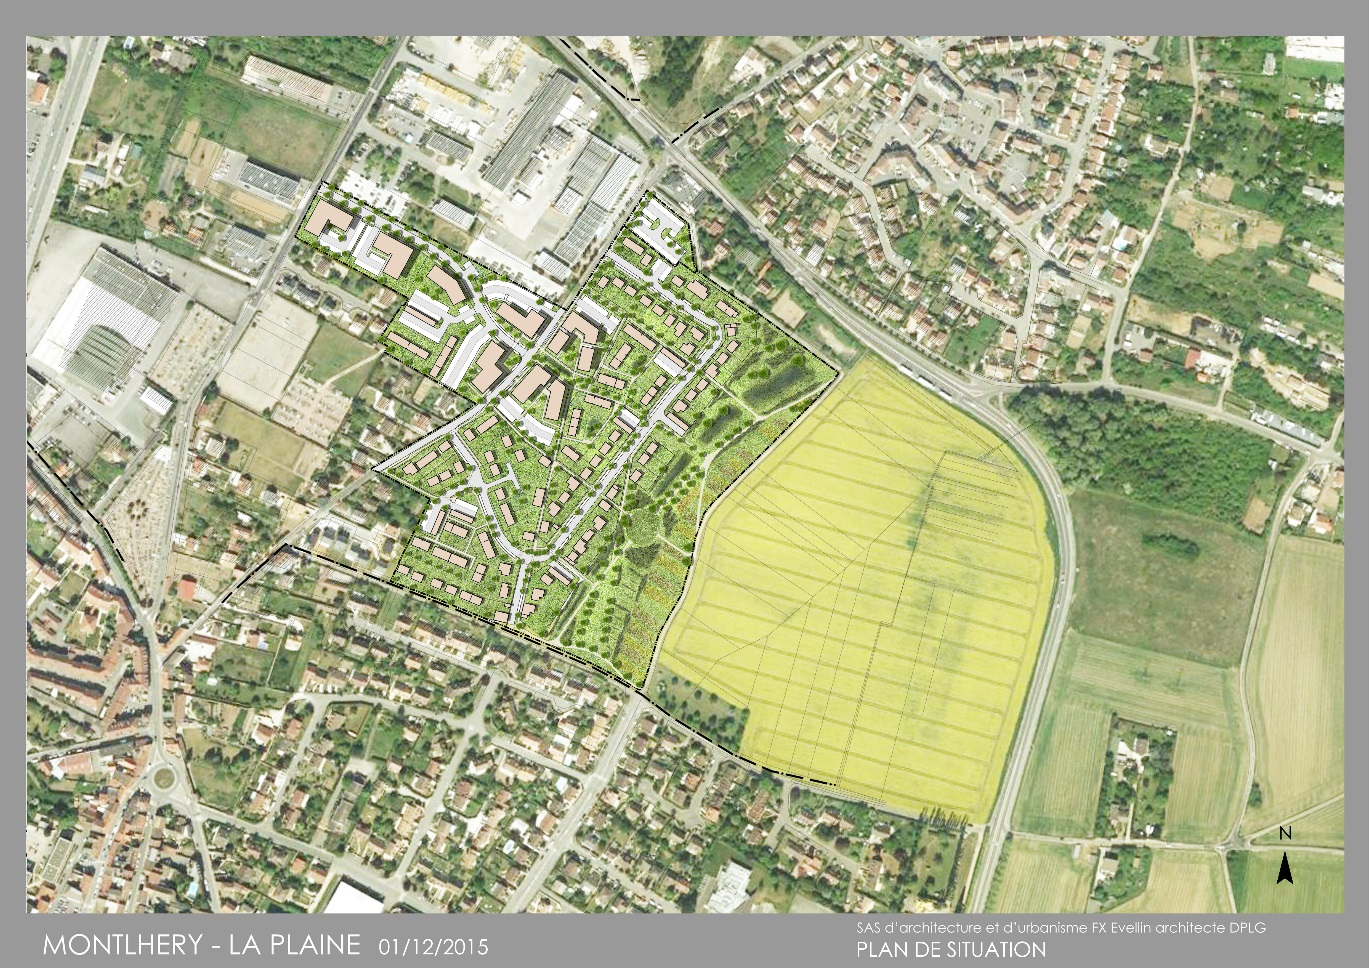 N
MONTLHERY - LA PLAINE 01/12/2015
SAS d'architecture et d'urbanisme FX Evellin architecte DPLG
PLAN DE SITUATION